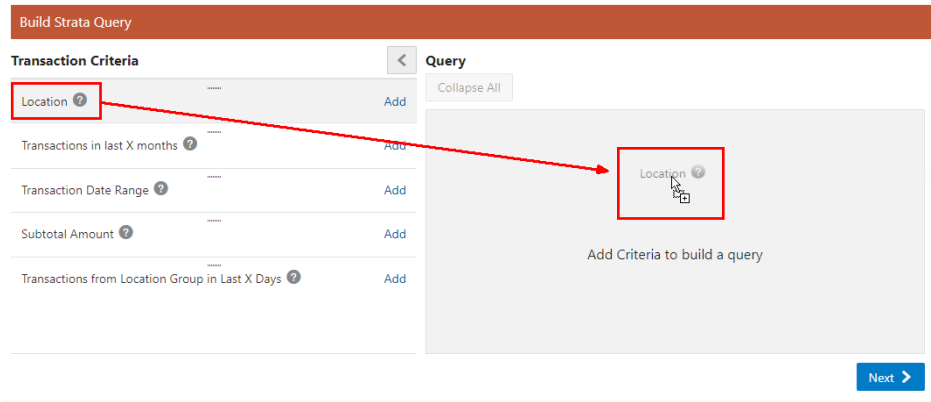 Build Strata Query
Transaction Criteria
Location ?
Add
Transactions in last X months ?
Add
Transaction Date Range ?
Add
Subtotal Amount ?
Add
Transactions from Location Group in Last X Days ?
Add
Query
Collapse All
Location ?
Add Criteria to build a query
Next